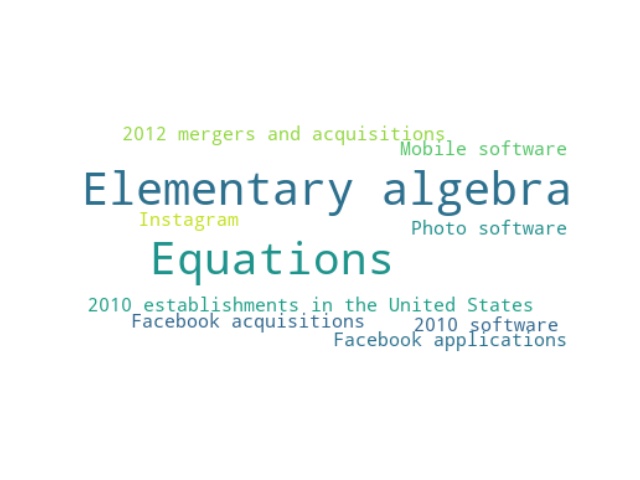 2012 mergers and acquisitions
Mobile software
Elementary algebra
Instagram
Photo software
Equations
2010 establishments in the United States
Facebook acquisitions
2010 software
Facebook applications